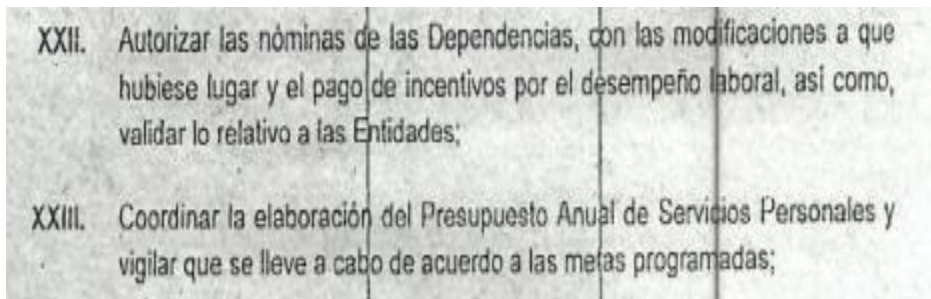 XXII. Autorizar las nóminas de las Dependencias, con las modificaciones a que
hubiese lugar y el pago de incentivos por el desempeño laboral, asi como,
validar lo relativo a las Entidades;
XXIII. Coordinar la elaboración del Presupuesto Anual de Servicios Personales y
vigilar que se lleve a cabo de acuerdo a las metas programadas;